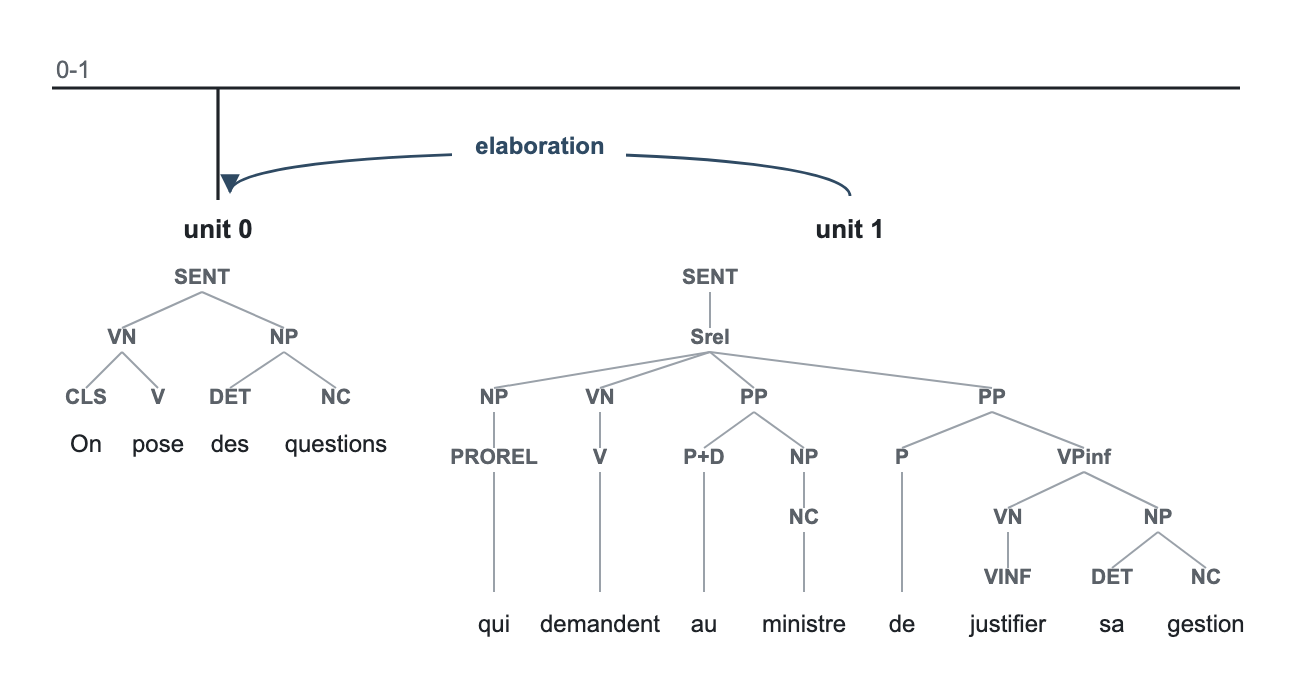 0-1
elaboration
unit 0 unit 1
SENT SENT
VN NP Srel
CLS V DET NC NP VN PP PP
On pose des questions
PROREL V P+D NP P VPinf
NC VN NP
VINF DET NC
qui demandent au ministre de justifier sa gestion